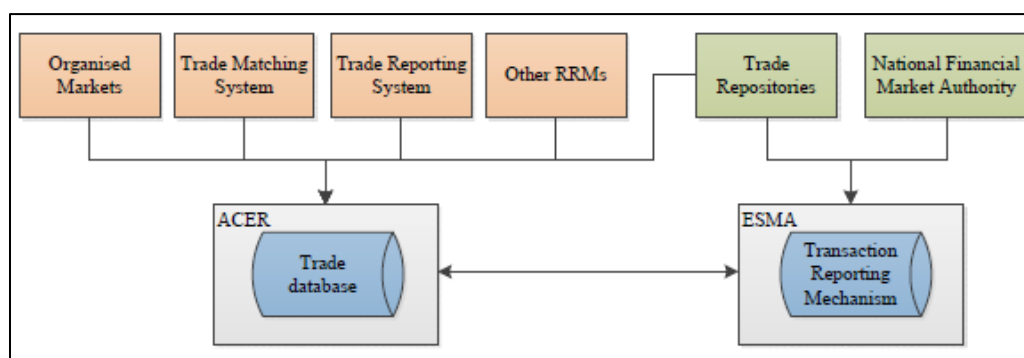 Organised
Markets
Trade Matching
System
Trade Reporting
System
Other RRMs
Trade
Repositories
National Financial
Market Authority
ACER
Trade
database
ESMA
Transaction
Reporting
Mechanism